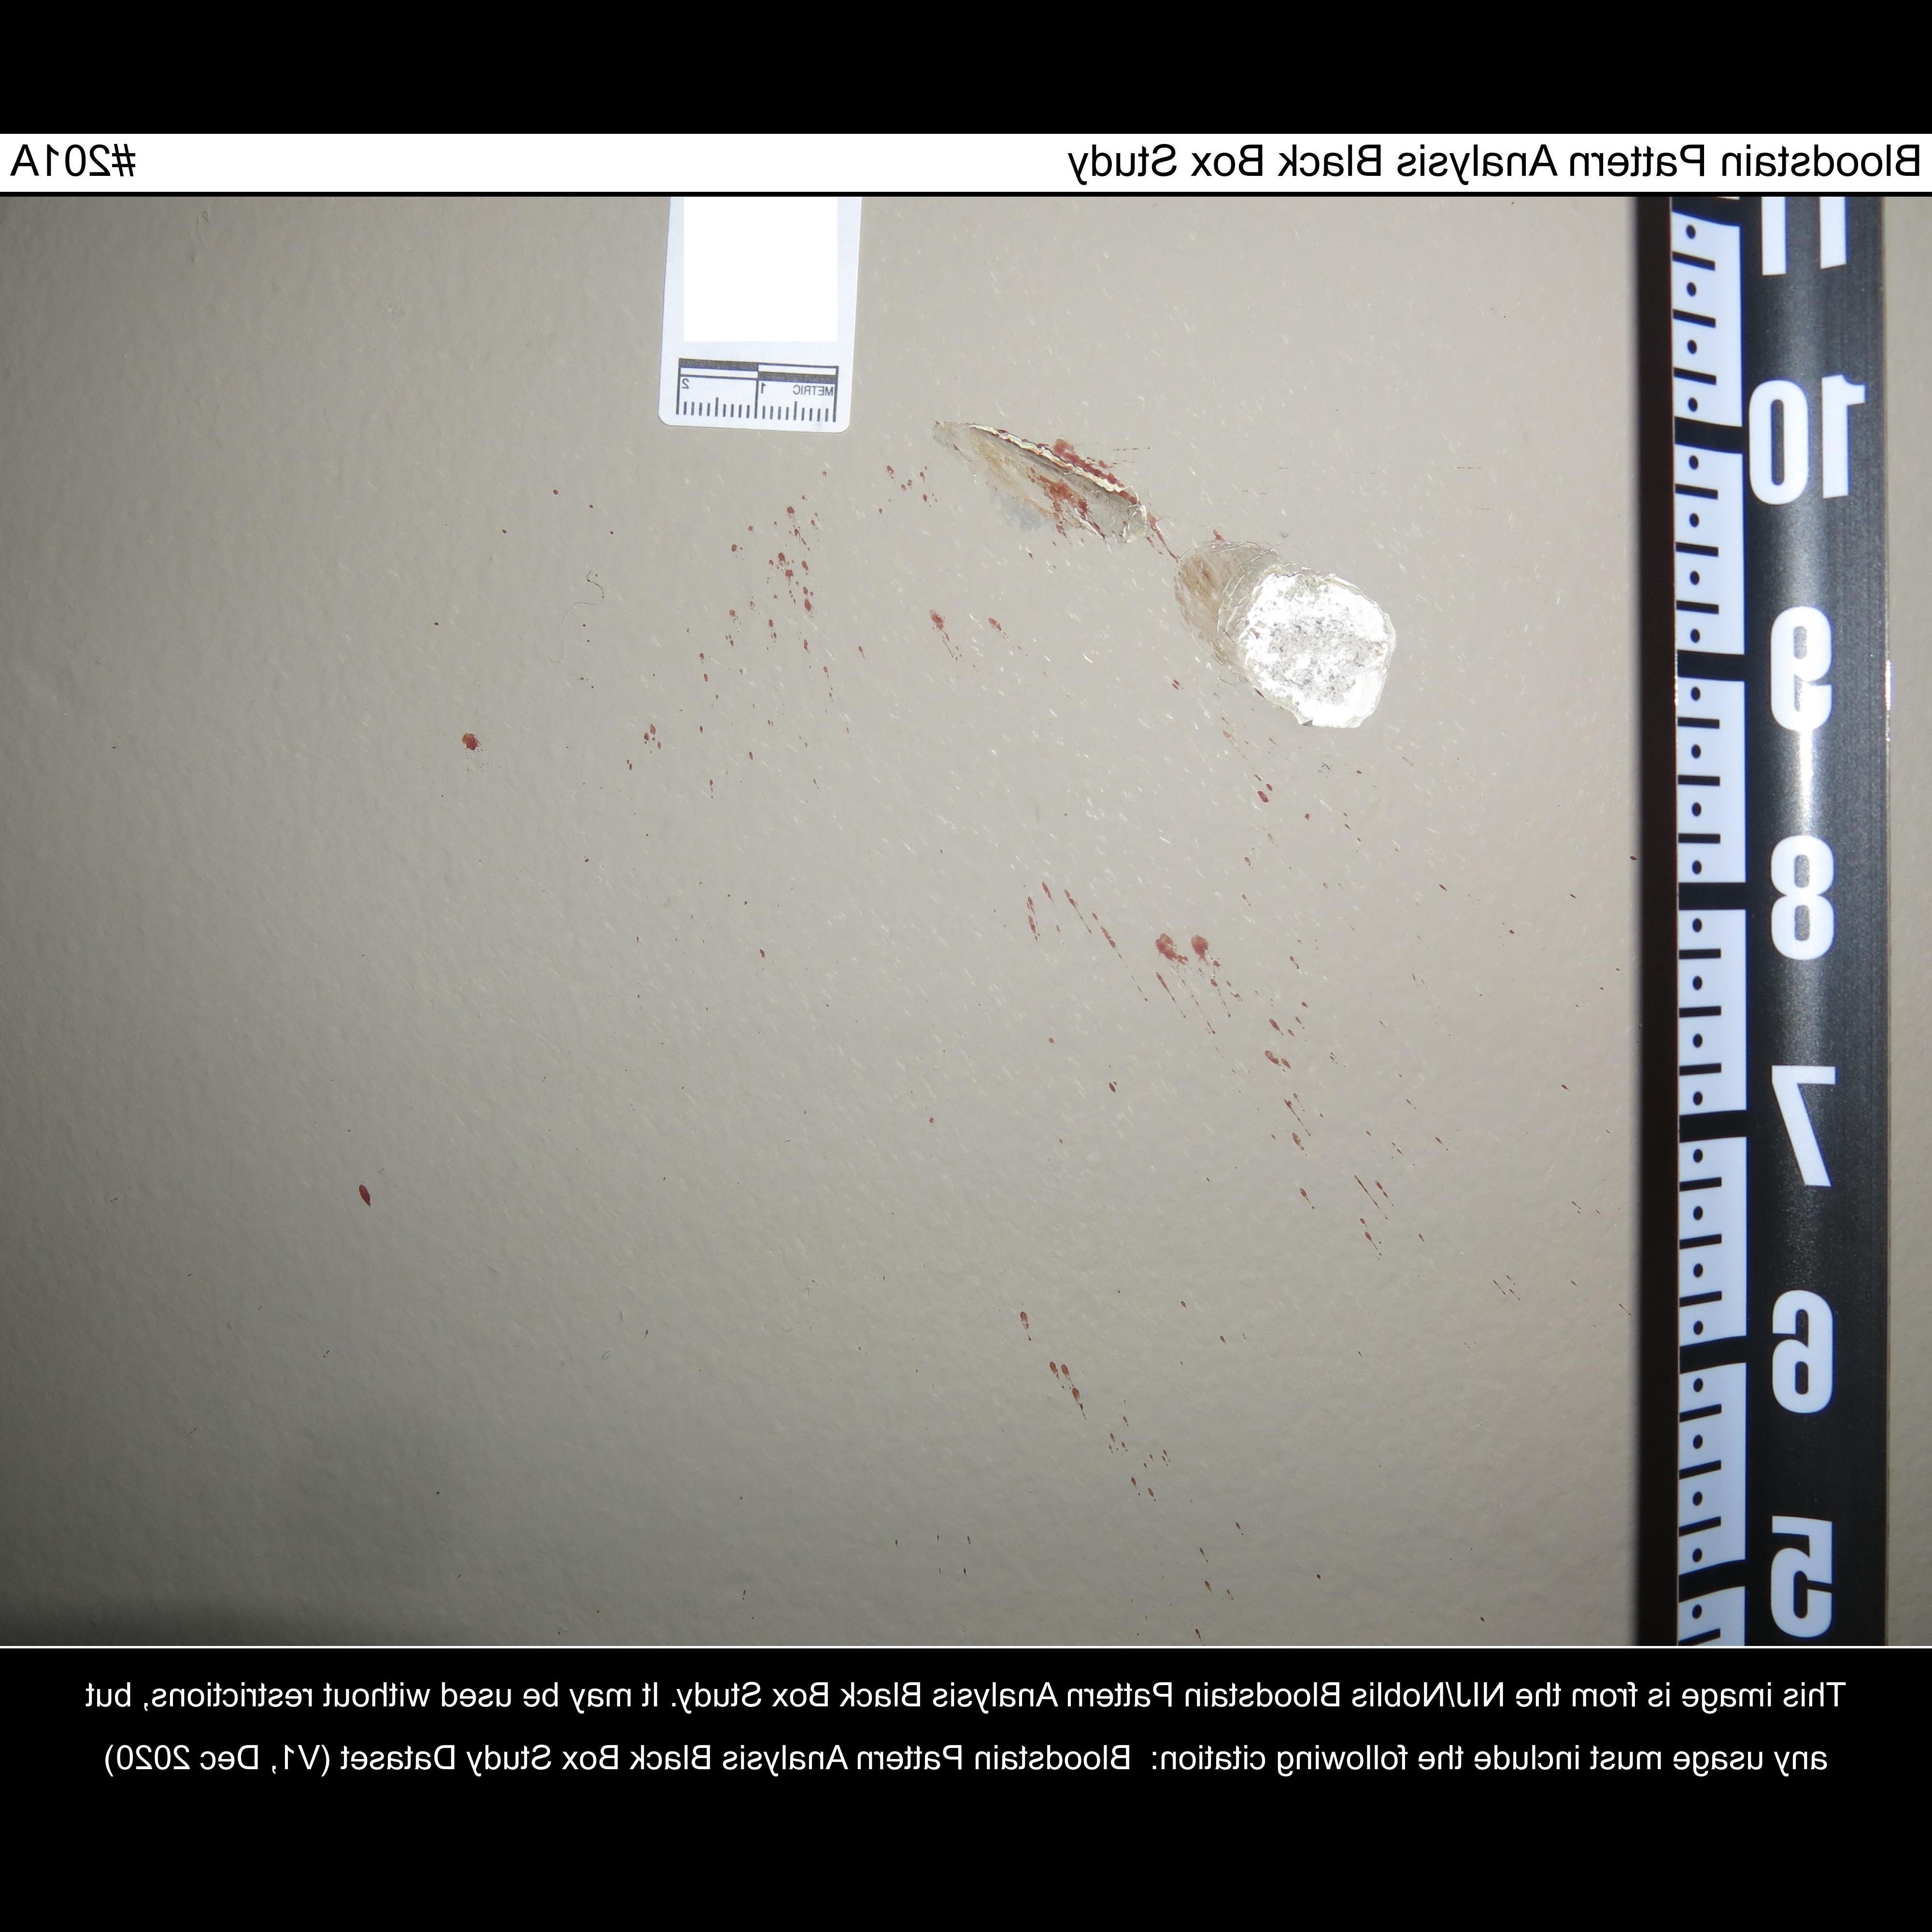 Bloodstain Pattern Analysis Black Box Study #201A
METRIC 1 2
11
10
9
8
7
6
5
This image is from the NIJ/Noblis Bloodstain Pattern Analysis Black Box Study. It may be used without restrictions, but
any usage must include the following citation: Bloodstain Pattern Analysis Black Box Study Dataset (V1, Dec 2020)